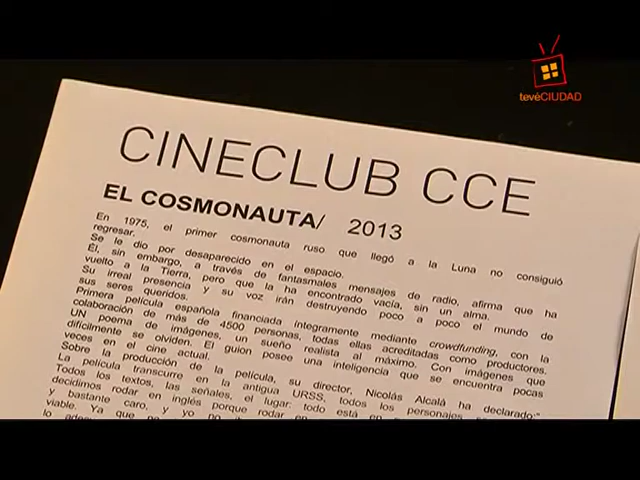 tevéCIUDAD
CINECLUB CCE
EL COSMONAUTA/ 2013
En 1975, el primer cosmonauta ruso que llegó a la Luna no consiguió
regresar.
Se le dio por desaparecido en el espacio.
Él, sin embargo, a través de fantasmales mensajes de radio, afirma que ha
vuelto a la Tierra, pero que la ha encontrado vacía, sin un alma.
Su irreal presencia y su voz irán destruyendo poco a poco el mundo de
sus seres queridos.
Primera película española financiada íntegramente mediante crowdfunding, con la
colaboración de más de 4500 personas, todas ellas acreditadas como productores.
UN poema de imágenes, un sueño realista al máximo. Con imágenes que
difícilmente se olviden. El guion posee una inteligencia que se encuentra pocas
veces en el cine actual.
Sobre la producción de la película, su director, Nicolás Alcalá ha declarado:"
La película transcurre en la antigua URSS, todos los personajes
Todos los textos, las señales, el lugar: todo está en
decidimos rodar en inglés porque rodar en
y bastante caro, y yo no
viable. Ya que
lo